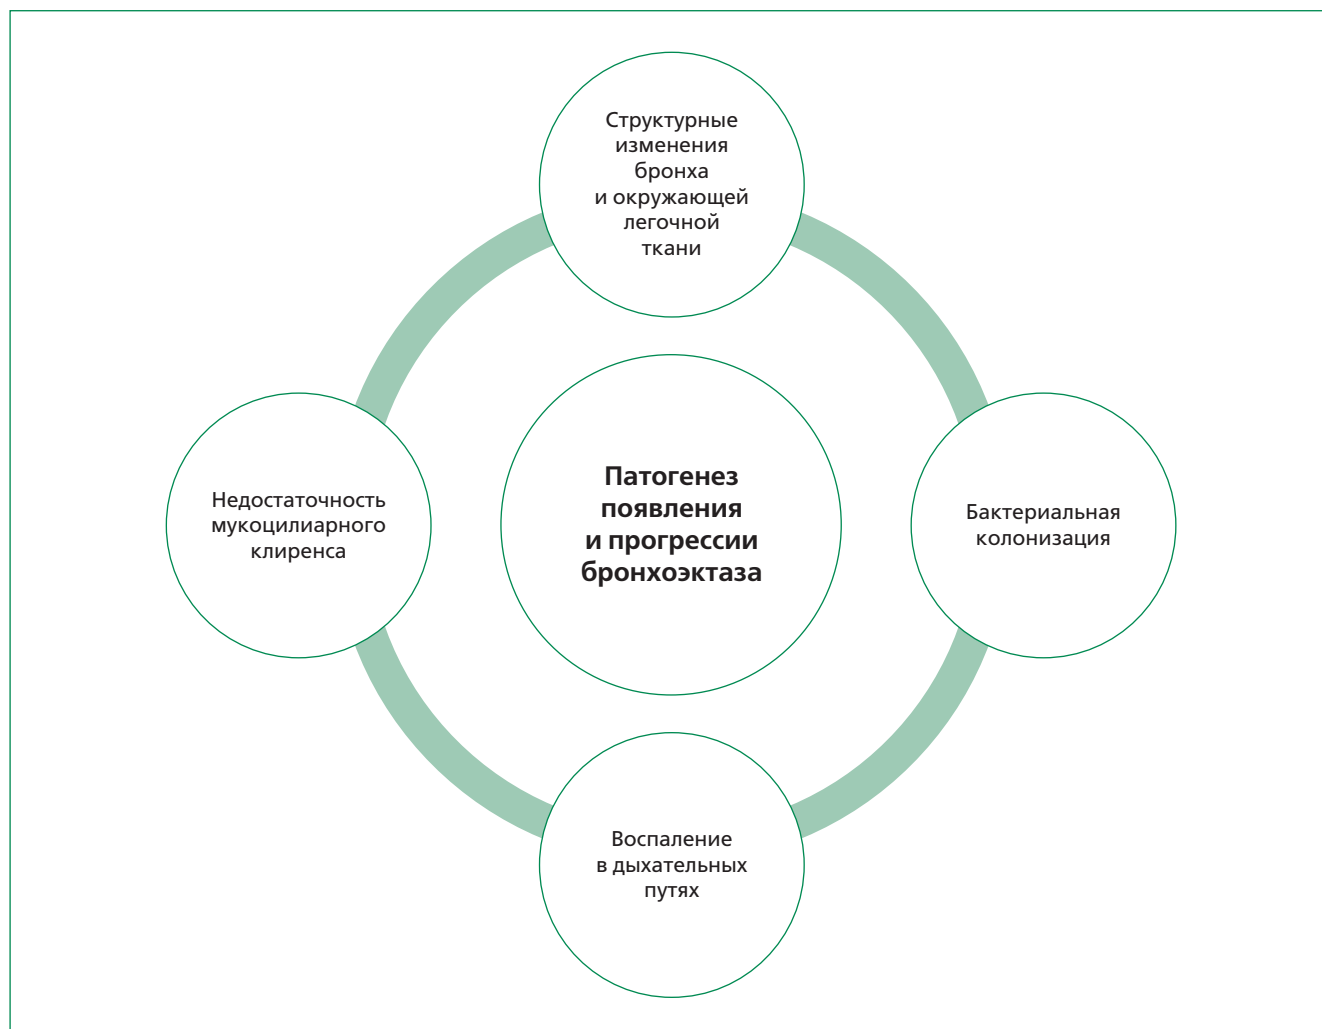 Структурные
изменения
бронха
и окружающей
легочной
ткани
Недостаточность
мукоцилиарного
клиренса
Патогенез
появления
и прогрессии
бронхоэктаза
Бактериальная
колонизация
Воспаление
в дыхательных
путях